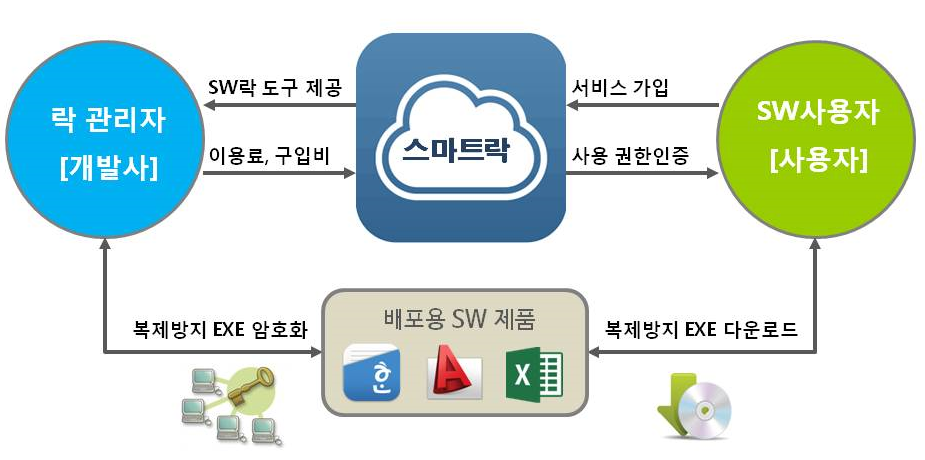 SW락 도구 제공
서비스 가입
락 관리자
[개발사]
스마트락
SW사용자
[사용자]
이용료, 구입비
사용 권한인증
배포용 SW 제품
복제방지 EXE 암호화
복제방지 EXE 다운로드
한
A
X